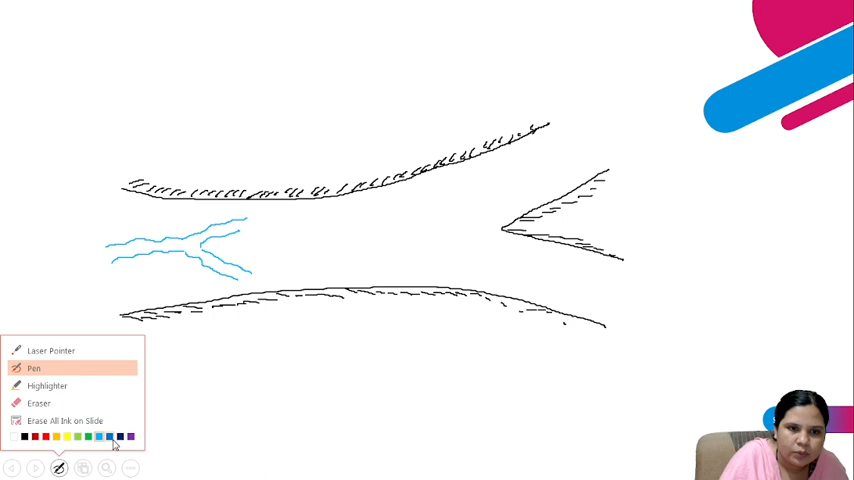 Laser Pointer
Pen
Highlighter
Eraser
Erase All Ink on Slide